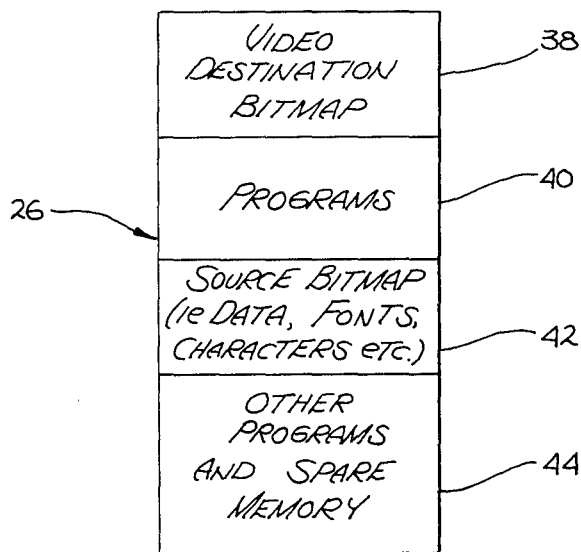 VIDEO
DESTINATION
BITMAP
38
PROGRAMS
40
26
SOURCE BITMAP
(ie DATA, FONTS,
CHARACTERS etc.)
42
OTHER
PROGRAMS
AND SPARE
MEMORY
44